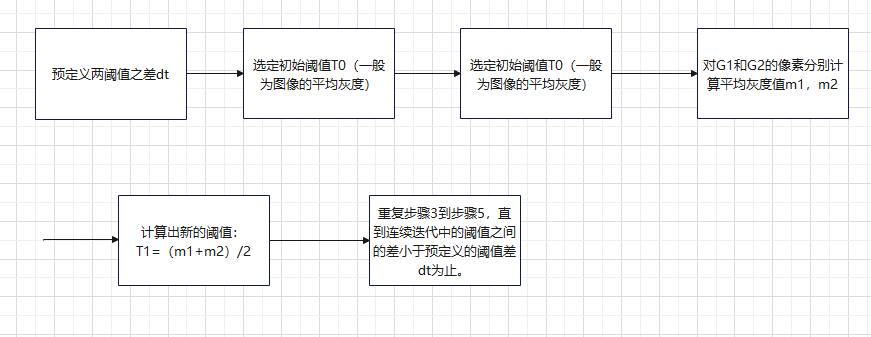 预定义两阈值之差dt
选定初始阈值T0（一般
为图像的平均灰度）
选定初始阈值T0（一般
为图像的平均灰度）
对G1和G2的像素分别计
算平均灰度值m1，m2
计算出新的阈值：
T1=（m1+m2）/2
重复步骤3到步骤5，直
到连续迭代中的阈值之间
的差小于预定义的阈值差
dt为止。